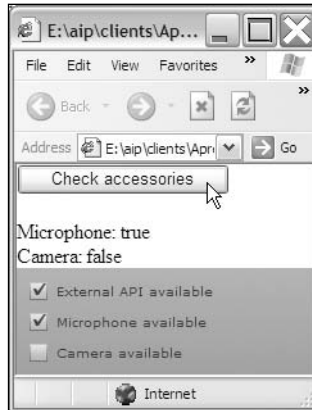 E:\aip\clients\Ap...
File Edit View Favorites »
Back »
Address E:\aip\clients\Apri Go
Check accessories
Microphone: true
Camera: false
External API available
Microphone available
Camera available
Internet